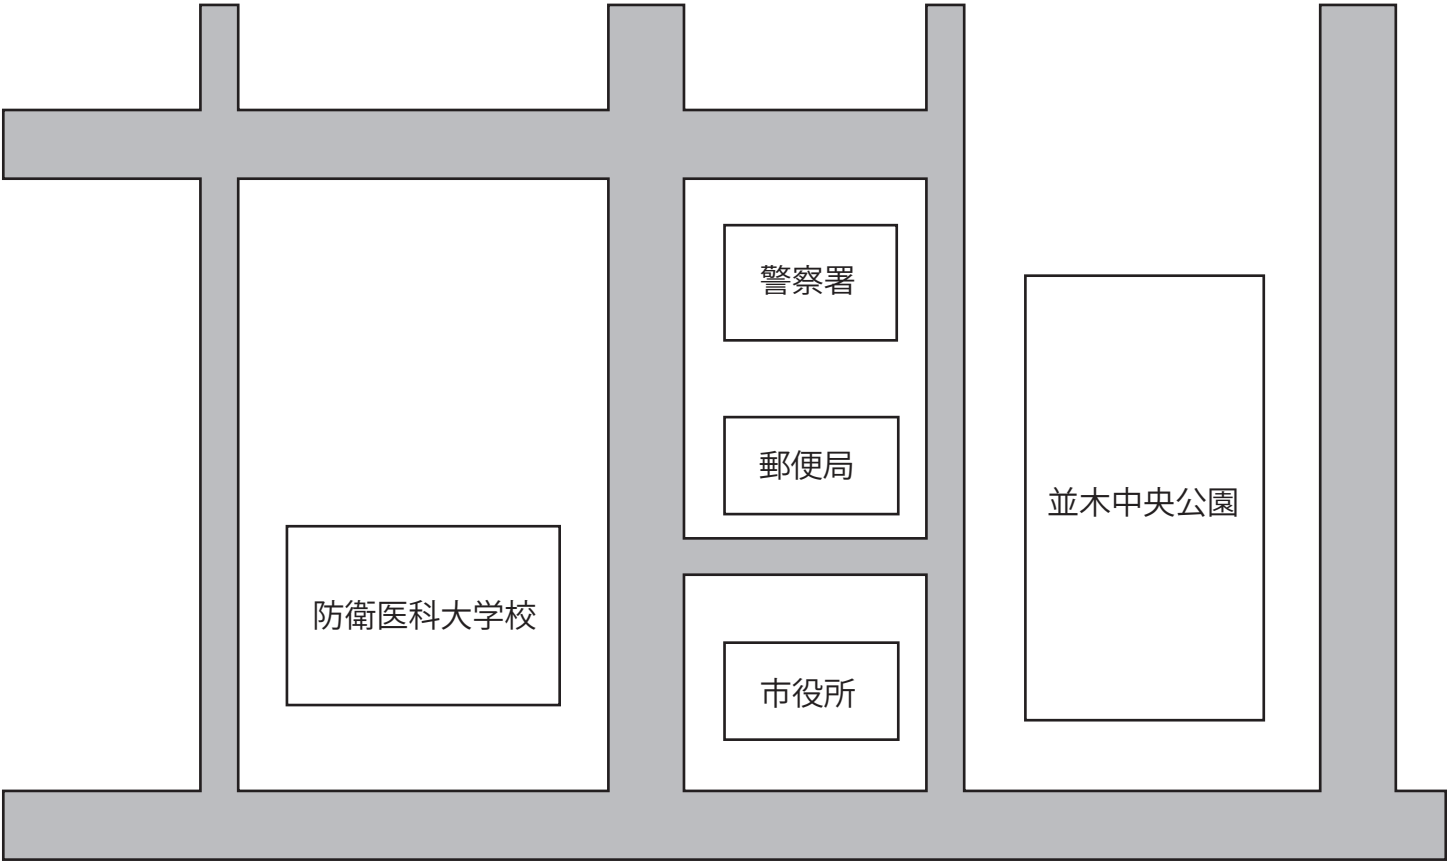 警察署
郵便局
並木中央公園
防衛医科大学校
市役所